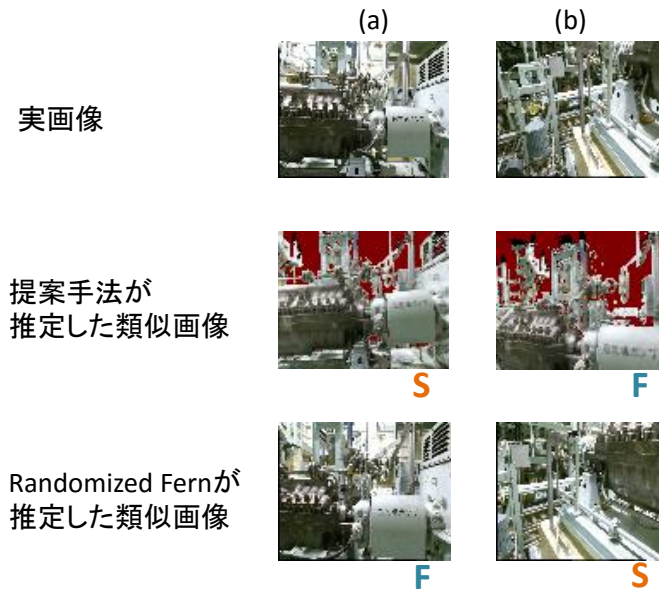 (a) (b)
実画像
提案手法が
推定した類似画像
S F
Randomized Fernが
推定した類似画像
F S